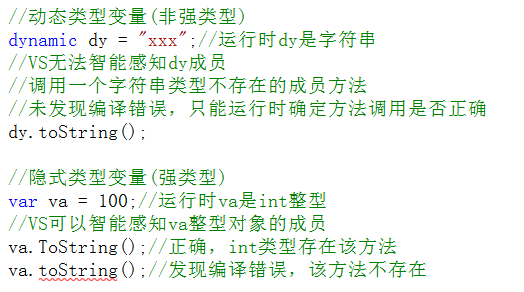 //动态类型变量(非强类型)
dynamic dy = "xxx";//运行时dy是字符串
//VS无法智能感知dy成员
//调用一个字符串类型不存在的成员方法
//未发现编译错误，只能运行时确定方法调用是否正确
dy.toString();
//隐式类型变量(强类型)
var va = 100;//运行时va是int整型
//VS可以智能感知va整型对象的成员
va.ToString();//正确，int类型存在该方法
va.toString();//发现编译错误，该方法不存在